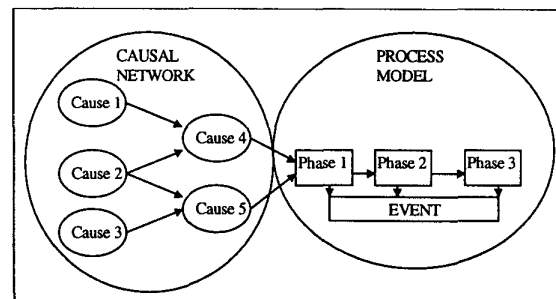 CAUSAL
NETWORK
PROCESS
MODEL
Cause 1
Cause 2
Cause 3
Cause 4
Cause 5
Phase 1
Phase 2
Phase 3
EVENT